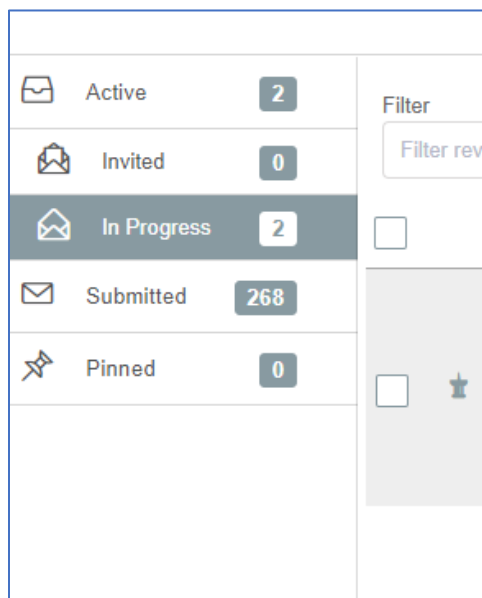 Active 2
Invited 0
In Progress 2
Submitted 268
Pinned 0
Filter
Filter rev